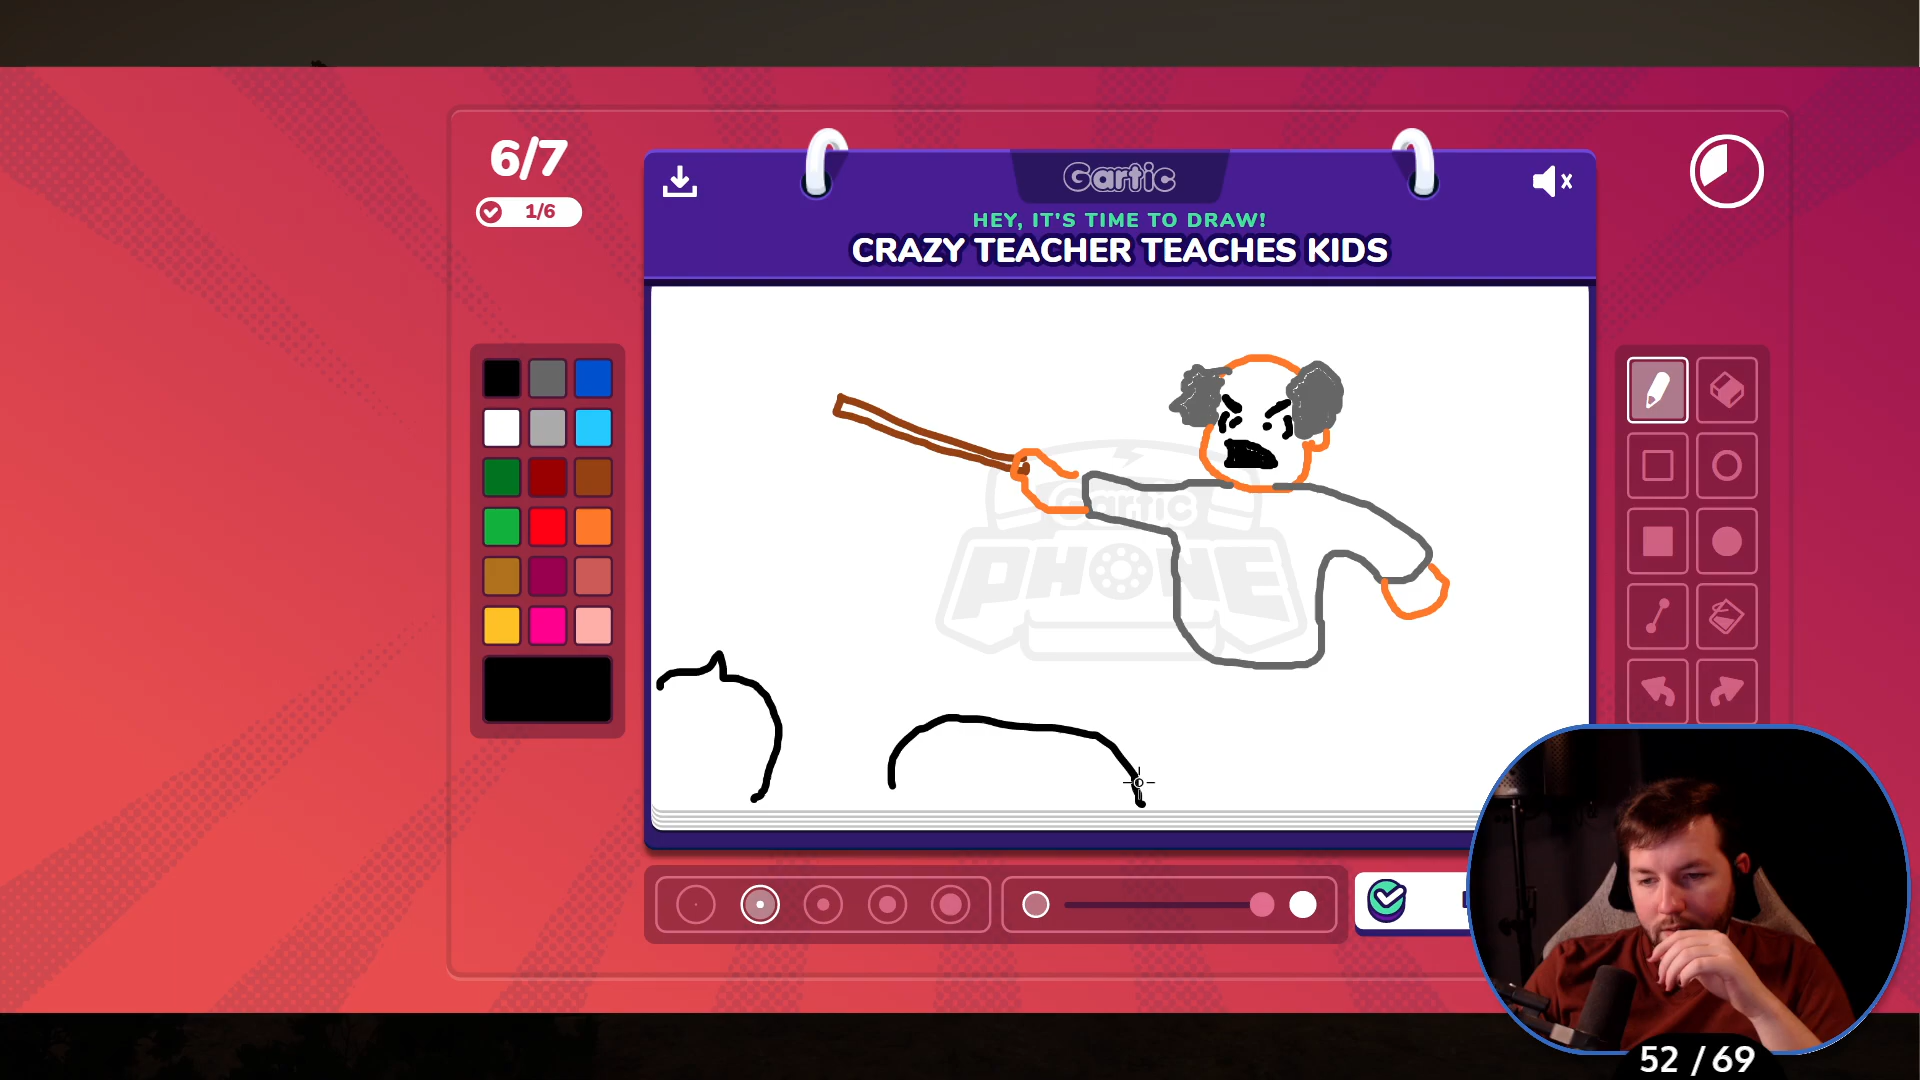 6/7
1/6
Gartic
HEY, IT'S TIME TO DRAW!
CRAZY TEACHER TEACHES KIDS
Gartic
PHONE
52 / 69